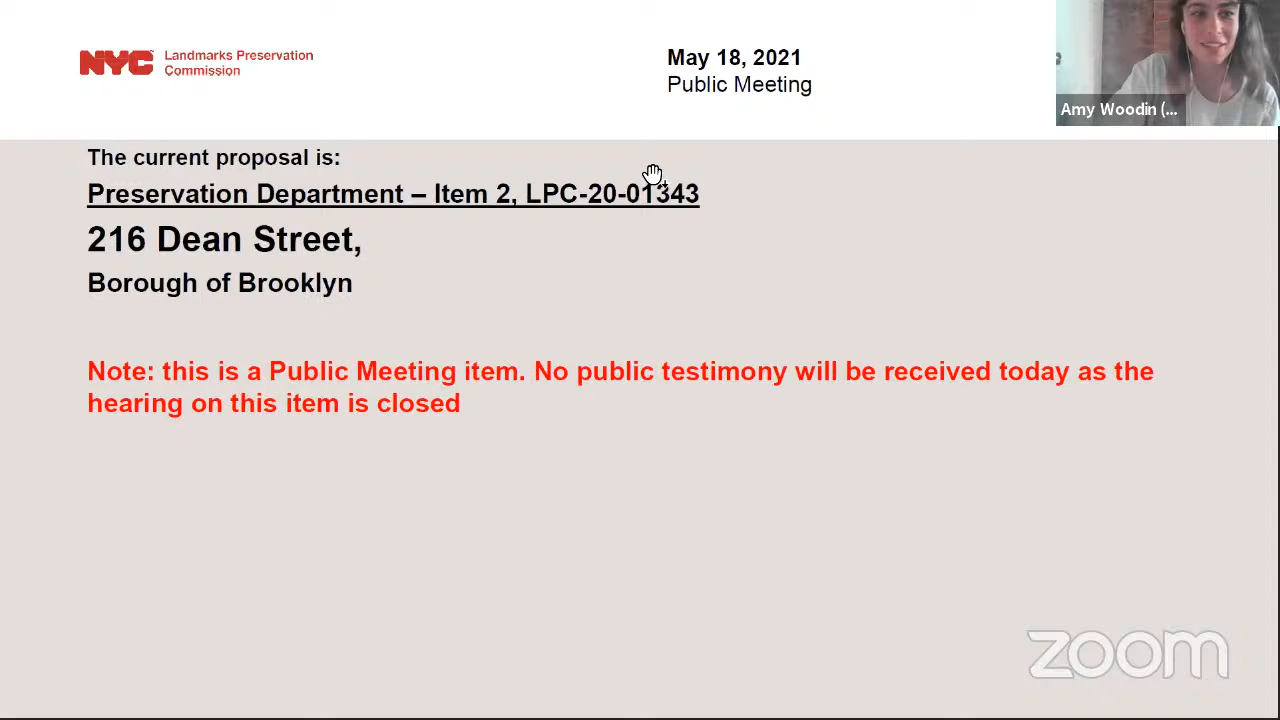 NYC Landmarks Preservation
Commission
May 18, 2021
Public Meeting
Amy Woodin (...
The current proposal is:
Preservation Department – Item 2, LPC-20-01343
216 Dean Street,
Borough of Brooklyn
Note: this is a Public Meeting item. No public testimony will be received today as the
hearing on this item is closed
zoom